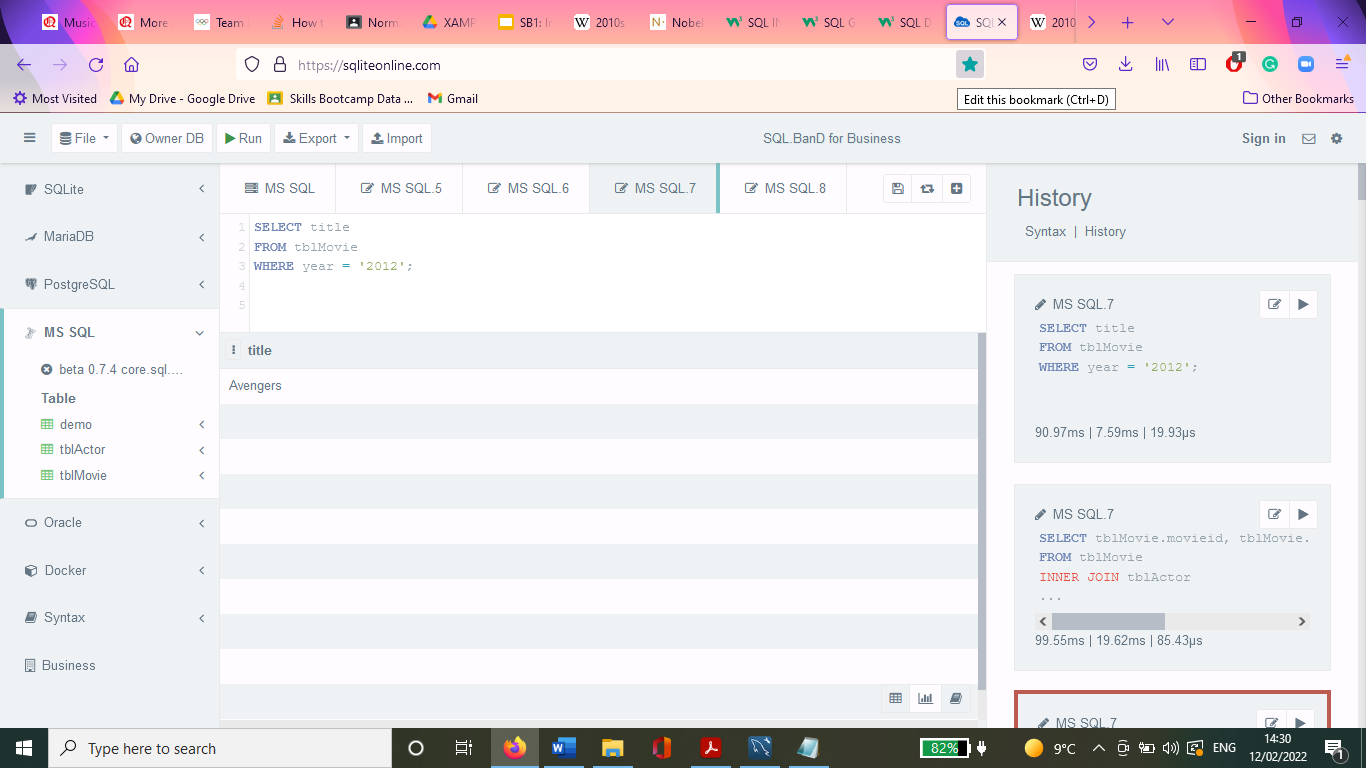 Music
More
Team
How t
Norm
XAMP
SB1: Ir
2010s
Nobel
SQL IN
SQL G
SQL D
SQL
2010
https://sqliteonline.com
1
Most Visited
My Drive - Google Drive
Skills Bootcamp Data ...
Gmail
Edit this bookmark (Ctrl+D)
Other Bookmarks
File
Owner DB
Run
Export
Import
SQL.BanD for Business
Sign in
SQLite
MariaDB
PostgreSQL
MS SQL
beta 0.7.4 core.sql....
Table
demo
tblActor
tblMovie
Oracle
Docker
Syntax
Business
MS SQL
MS SQL.5
MS SQL.6
MS SQL.7
MS SQL.8
1 SELECT title
2 FROM tblMovie
3 WHERE year = '2012';
4
5
title
Avengers
History
Syntax | History
MS SQL.7
SELECT title
FROM tblMovie
WHERE year = '2012';
90.97ms | 7.59ms | 19.93µs
MS SQL.7
SELECT tblMovie.movieid, tblMovie.
FROM tblMovie
INNER JOIN tblActor
...
99.55ms | 19.62ms | 85.43µs
MS SQL.7
Type here to search
82%
9°C
ENG
14:30
12/02/2022
1